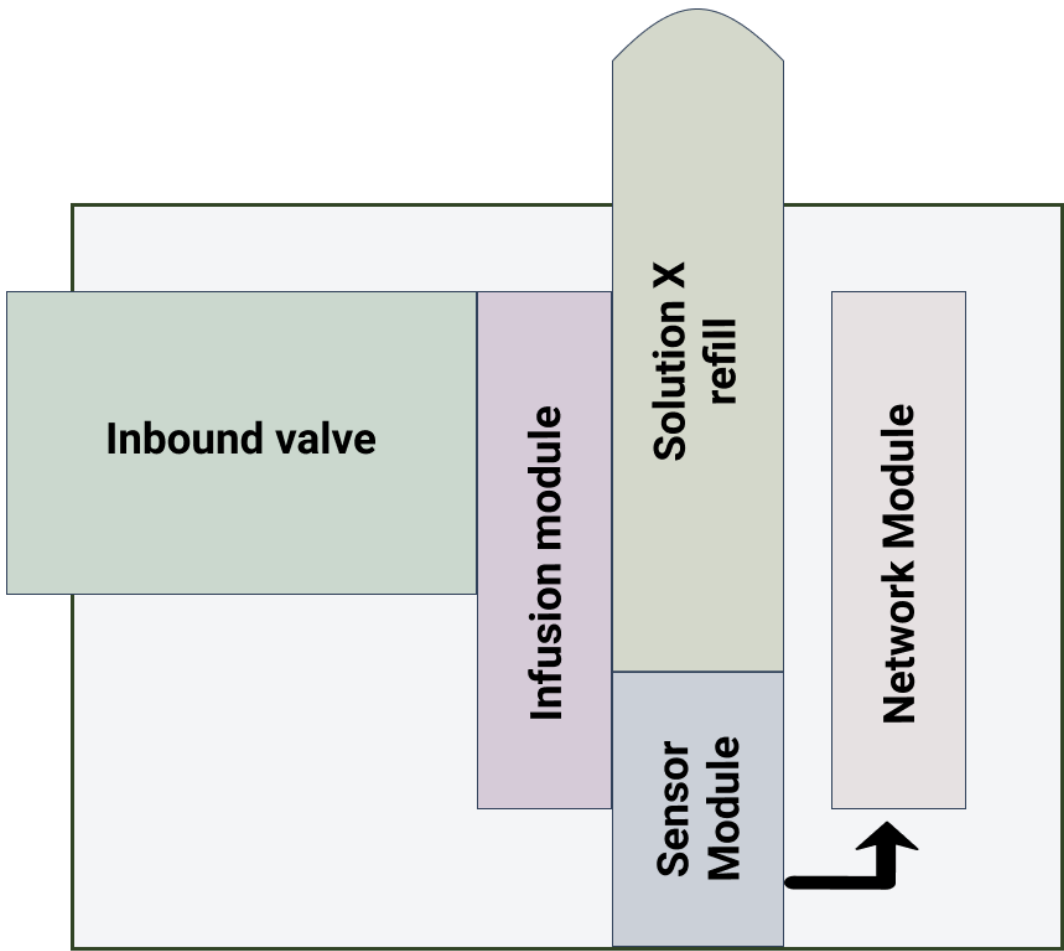 Inbound valve
Infusion module
Solution X
refill
Sensor
Module
Network Module